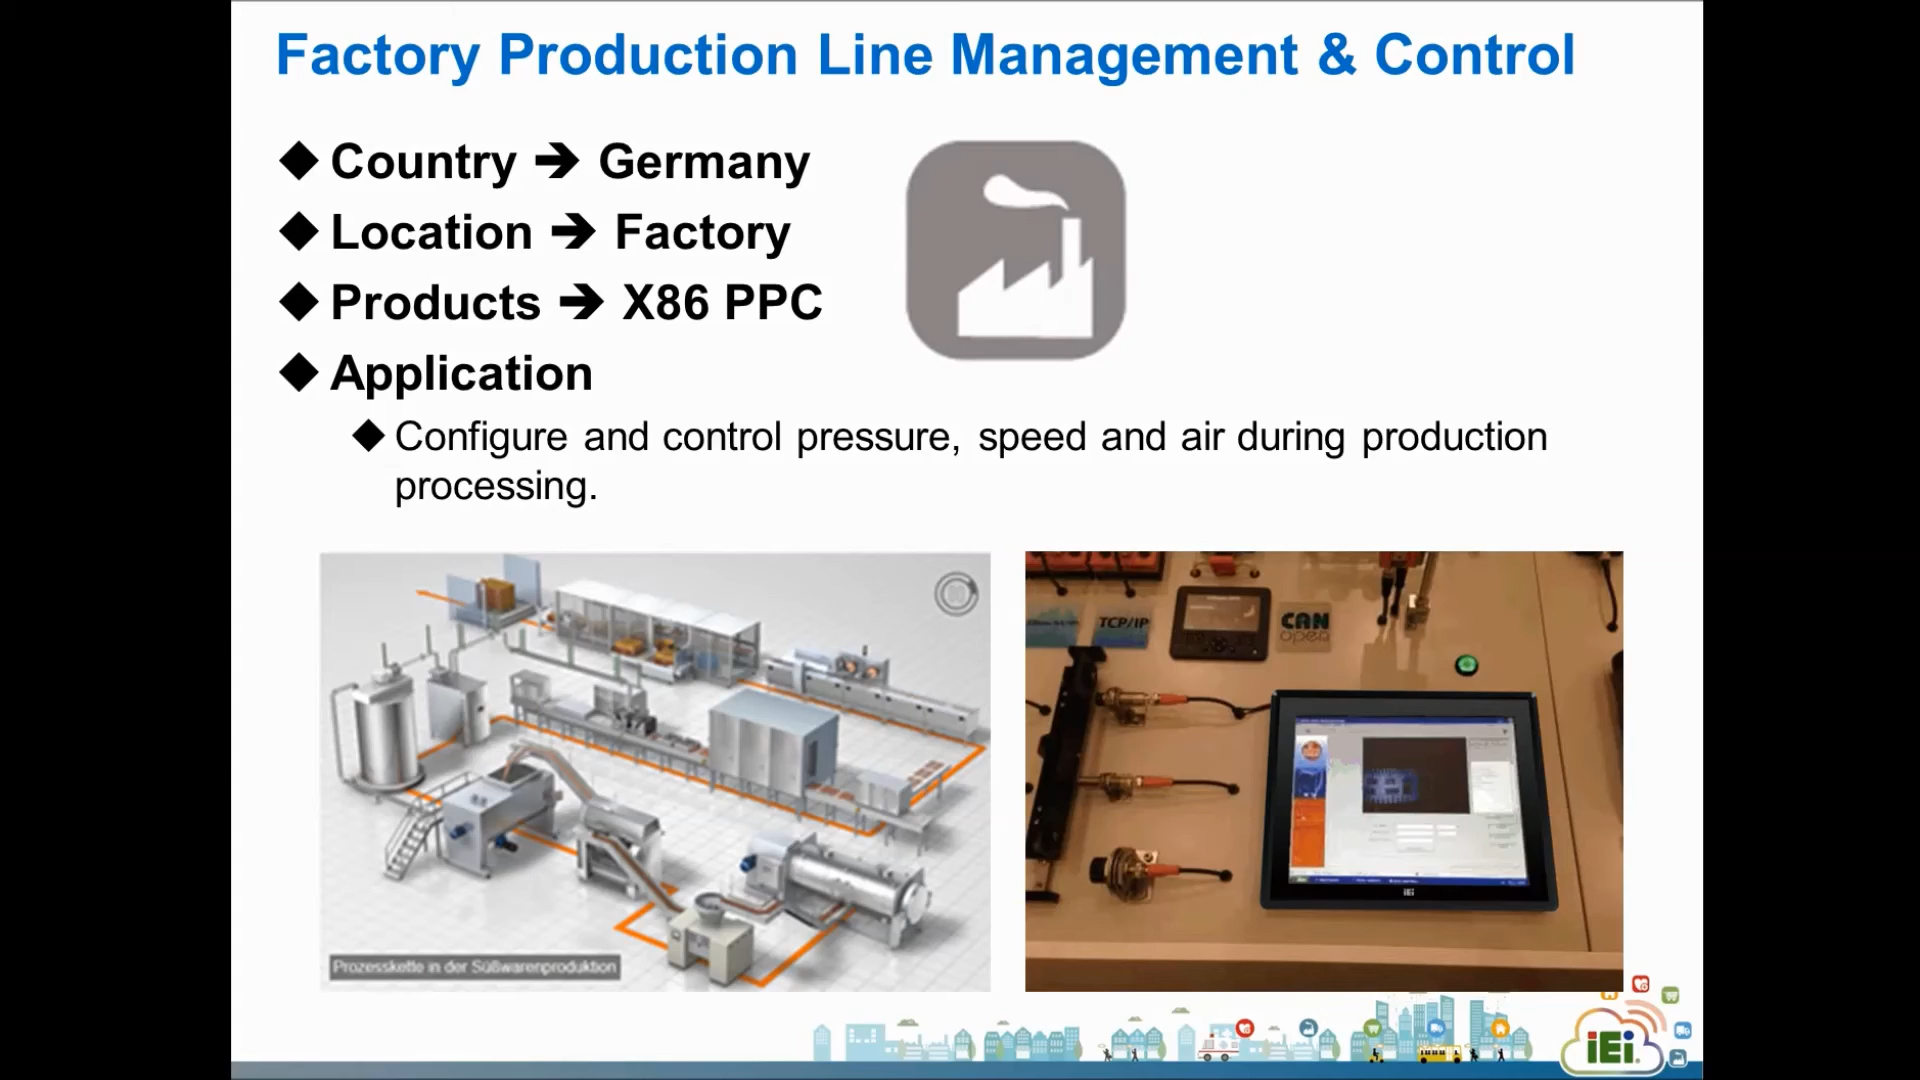 Factory Production Line Management & Control
◆ Country ➔ Germany
◆ Location ➔ Factory
◆ Products ➔ X86 PPC
◆ Application
◆ Configure and control pressure, speed and air during production
processing.
TCP/IP
CAN
open
iEi
Prozesskette in der Süßwarenproduktion
iEi